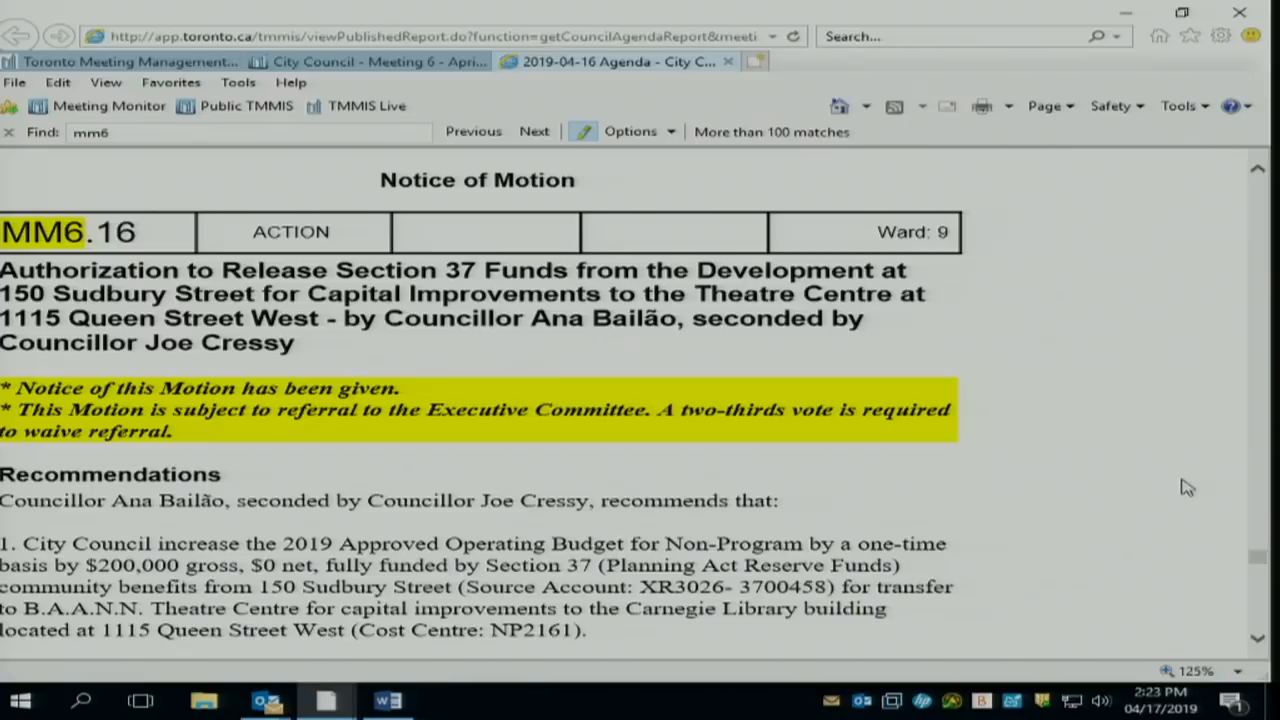 http://app.toronto.ca/tmmis/viewPublishedReport.do?function=getCouncilAgendaReport&meeti
Search...
Toronto Meeting Management...
City Council - Meeting 6 - Apri...
2019-04-16 Agenda - City C...
File Edit View Favorites Tools Help
Meeting Monitor Public TMMIS TMMIS Live
Page Safety Tools
Find: mm6 Previous Next Options More than 100 matches
Notice of Motion
MM6.16 ACTION Ward: 9
Authorization to Release Section 37 Funds from the Development at
150 Sudbury Street for Capital Improvements to the Theatre Centre at
1115 Queen Street West - by Councillor Ana Bailão, seconded by
Councillor Joe Cressy
* Notice of this Motion has been given.
* This Motion is subject to referral to the Executive Committee. A two-thirds vote is required
to waive referral.
Recommendations
Councillor Ana Bailão, seconded by Councillor Joe Cressy, recommends that:
1. City Council increase the 2019 Approved Operating Budget for Non-Program by a one-time
basis by $200,000 gross, $0 net, fully funded by Section 37 (Planning Act Reserve Funds)
community benefits from 150 Sudbury Street (Source Account: XR3026- 3700458) for transfer
to B.A.A.N.N. Theatre Centre for capital improvements to the Carnegie Library building
located at 1115 Queen Street West (Cost Centre: NP2161).
125%
2:23 PM
04/17/2019